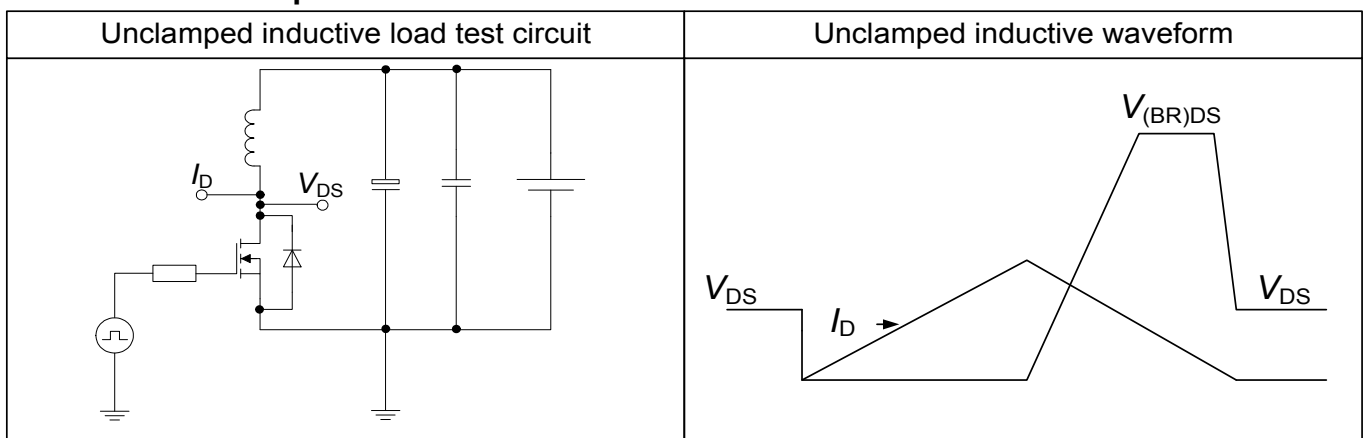 Unclamped inductive load test circuit
Unclamped inductive waveform
V(BR)DS
ID
VDS
VDS
ID
VDS